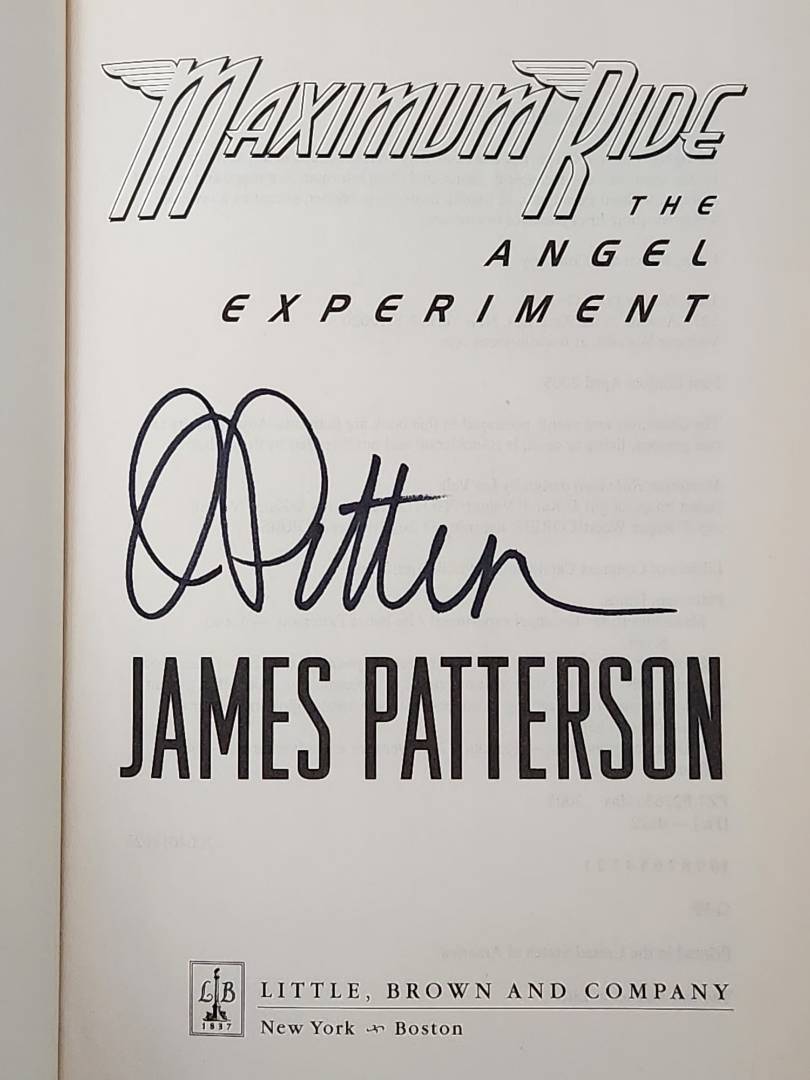 MAXIMUM RIDE
THE
ANGEL
EXPERIMENT
JAMES PATTERSON
LB
1837
LITTLE, BROWN AND COMPANY
New York Boston